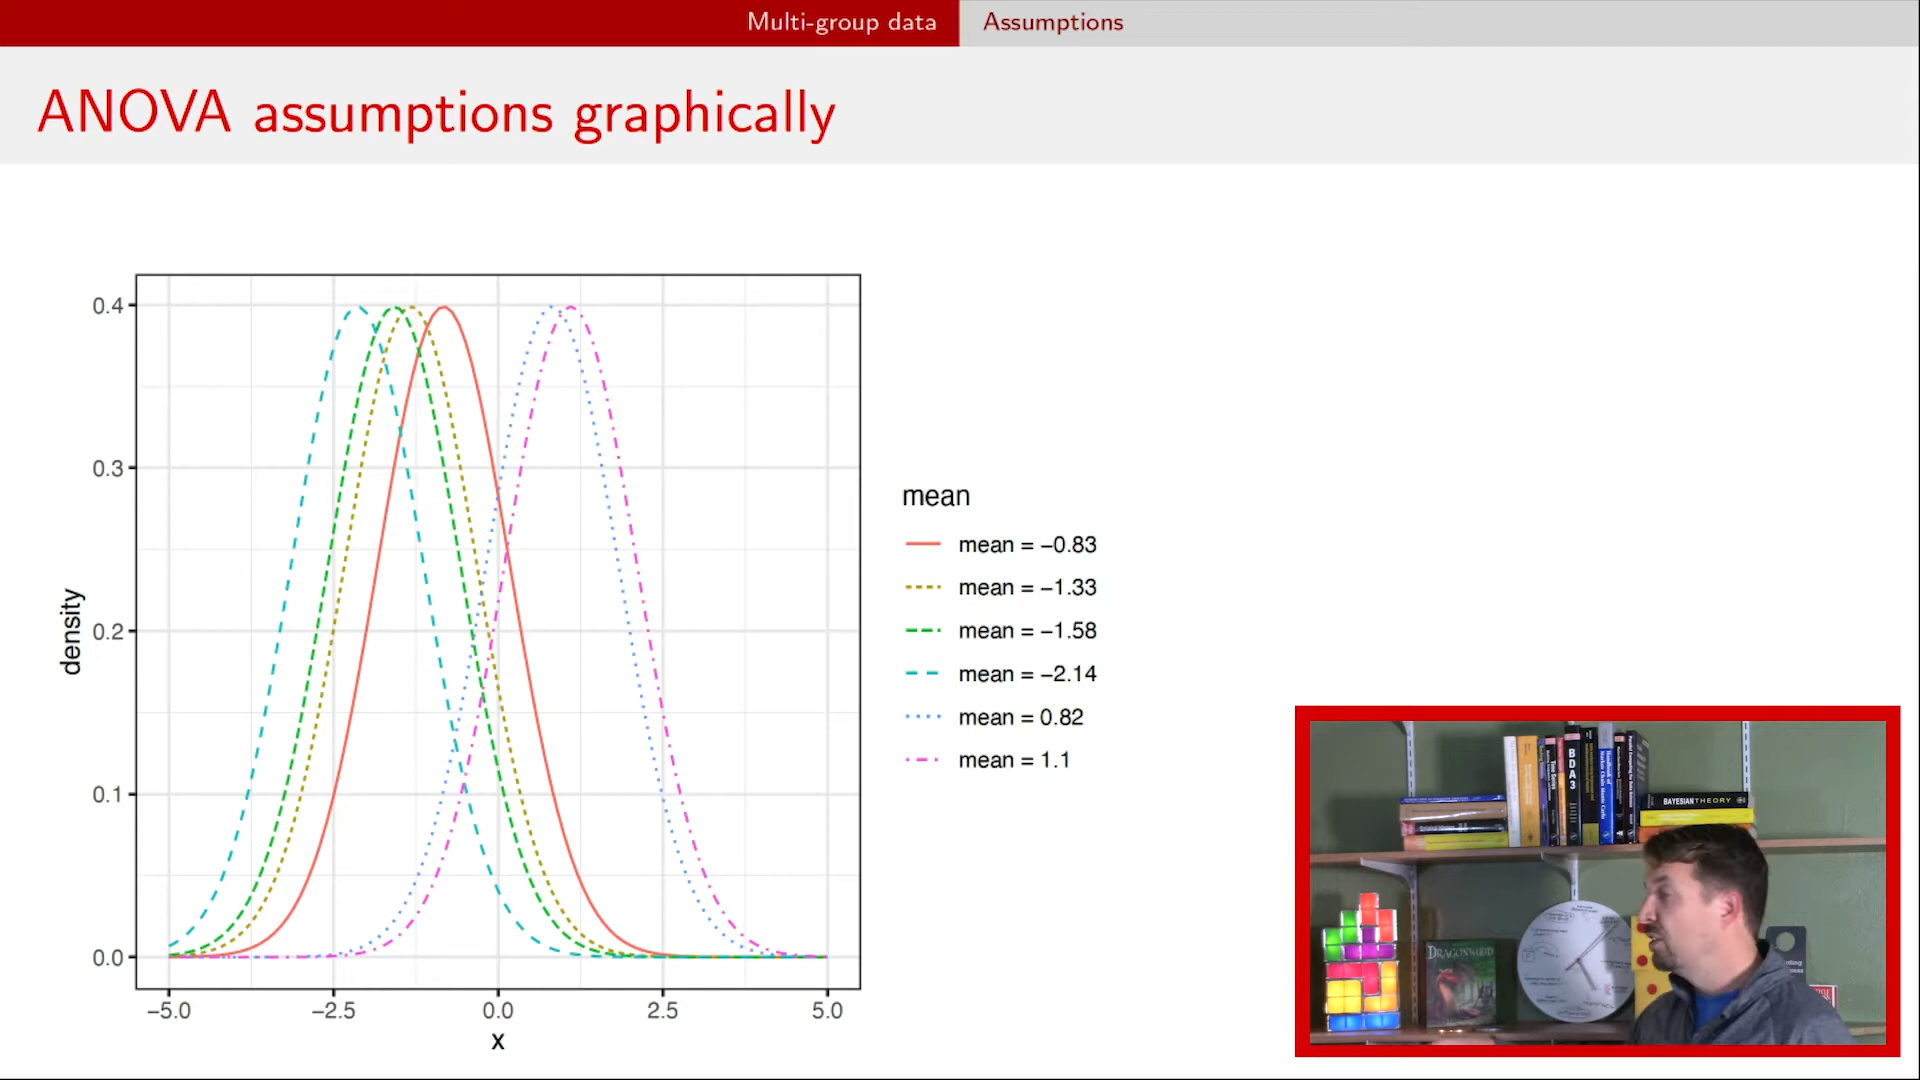 Multi-group data
Assumptions
ANOVA assumptions graphically
0.4
0.3
0.2
0.1
0.0
density
−5.0
−2.5
0.0
2.5
5.0
x
mean
mean = −0.83
mean = −1.33
mean = −1.58
mean = −2.14
mean = 0.82
mean = 1.1
BDA3
BAYESIAN THEORY
DRAGONWOOD